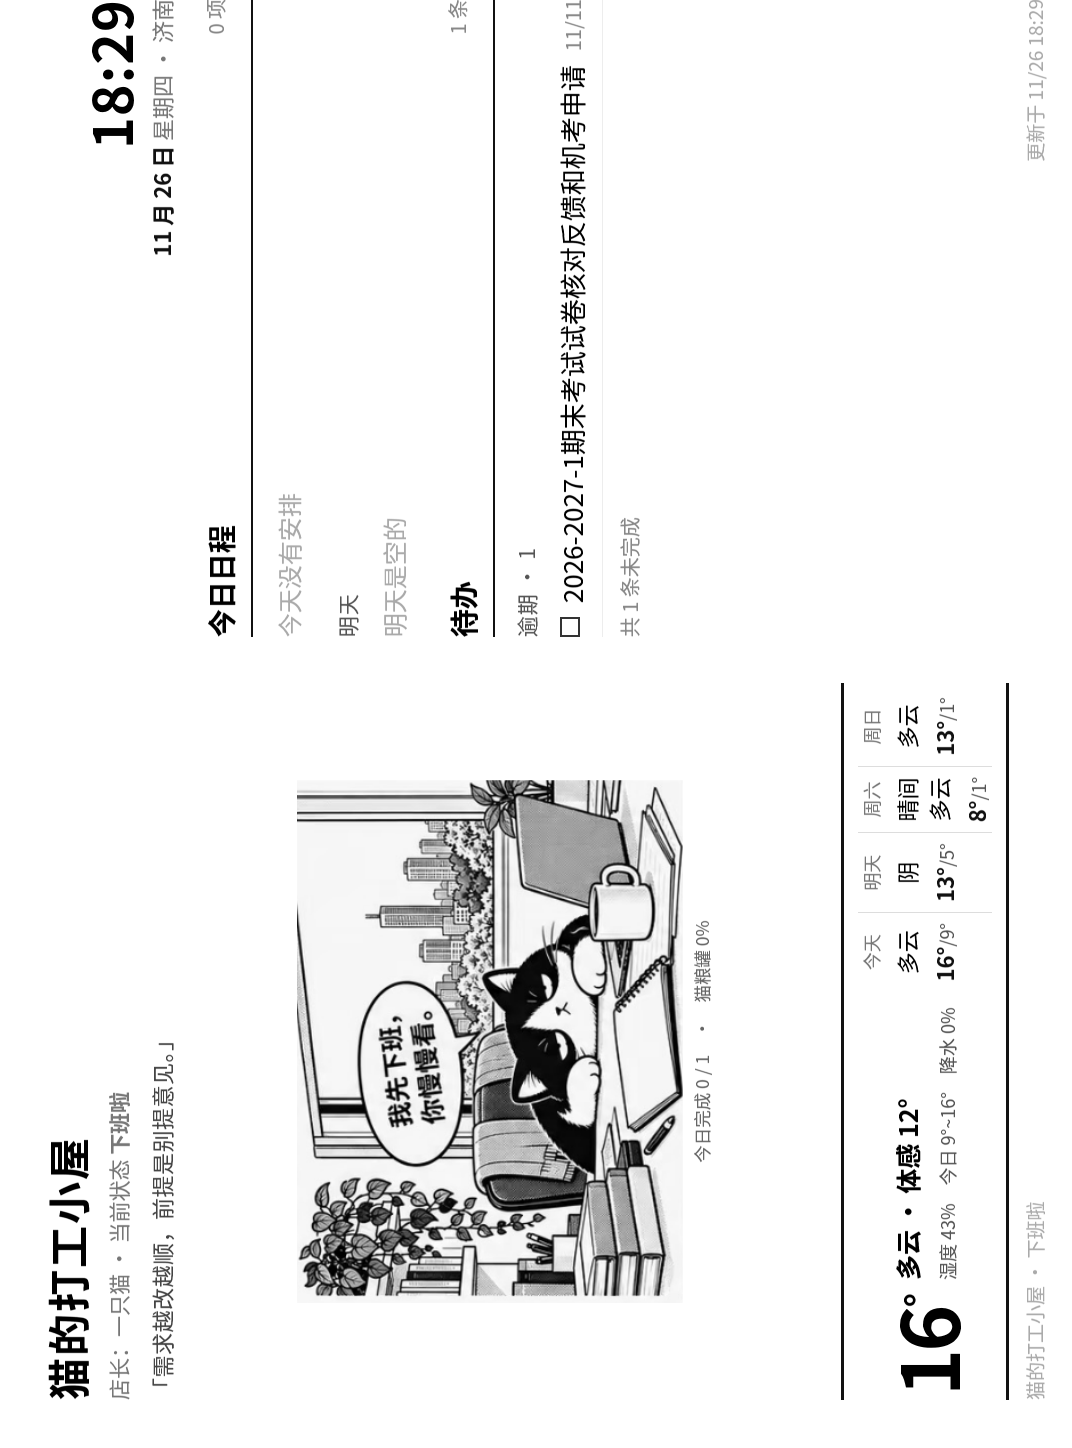 猫的打工小屋
店长：一只猫 · 当前状态 下班啦
「需求越改越顺，前提是别提意见。」
我先下班，
你慢慢看。
今日完成 0 / 1 · 猫粮罐 0%
16° 多云 · 体感 12°
湿度 43% 今日 9°~16° 降水 0%
今天
多云
16°/9°
明天
阴
13°/5°
周六
晴间
多云
8°/1°
周日
多云
13°/1°
猫的打工小屋 · 下班啦
18:29
11 月 26 日 星期四 · 济南
今日日程 0 项
今天没有安排
明天
明天是空的
待办 1 条
逾期 · 1
2026-2027-1期末考试试卷核对反馈和机考申请 11/11
共 1 条未完成
更新于 11/26 18:29